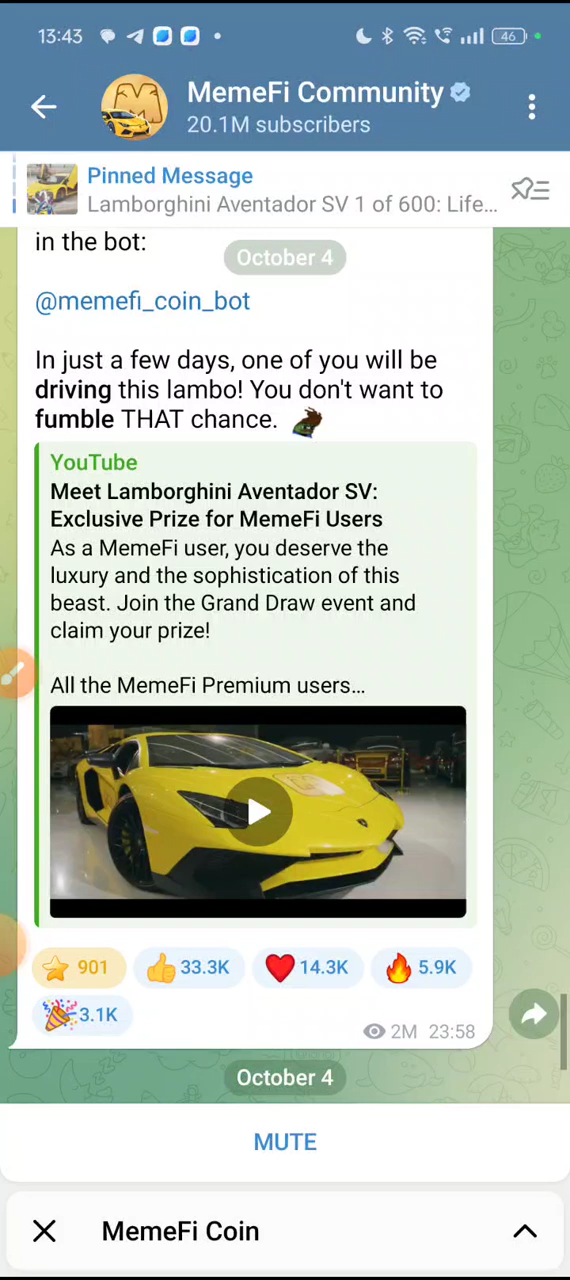 13:43
46
MemeFi Community
20.1M subscribers
Pinned Message
Lamborghini Aventador SV 1 of 600: Life...
in the bot:
October 4
@memefi_coin_bot
In just a few days, one of you will be
driving this lambo! You don't want to
fumble THAT chance.
YouTube
Meet Lamborghini Aventador SV:
Exclusive Prize for MemeFi Users
As a MemeFi user, you deserve the
luxury and the sophistication of this
beast. Join the Grand Draw event and
claim your prize!
All the MemeFi Premium users...
901
33.3K
14.3K
5.9K
3.1K
2M 23:58
October 4
MUTE
MemeFi Coin